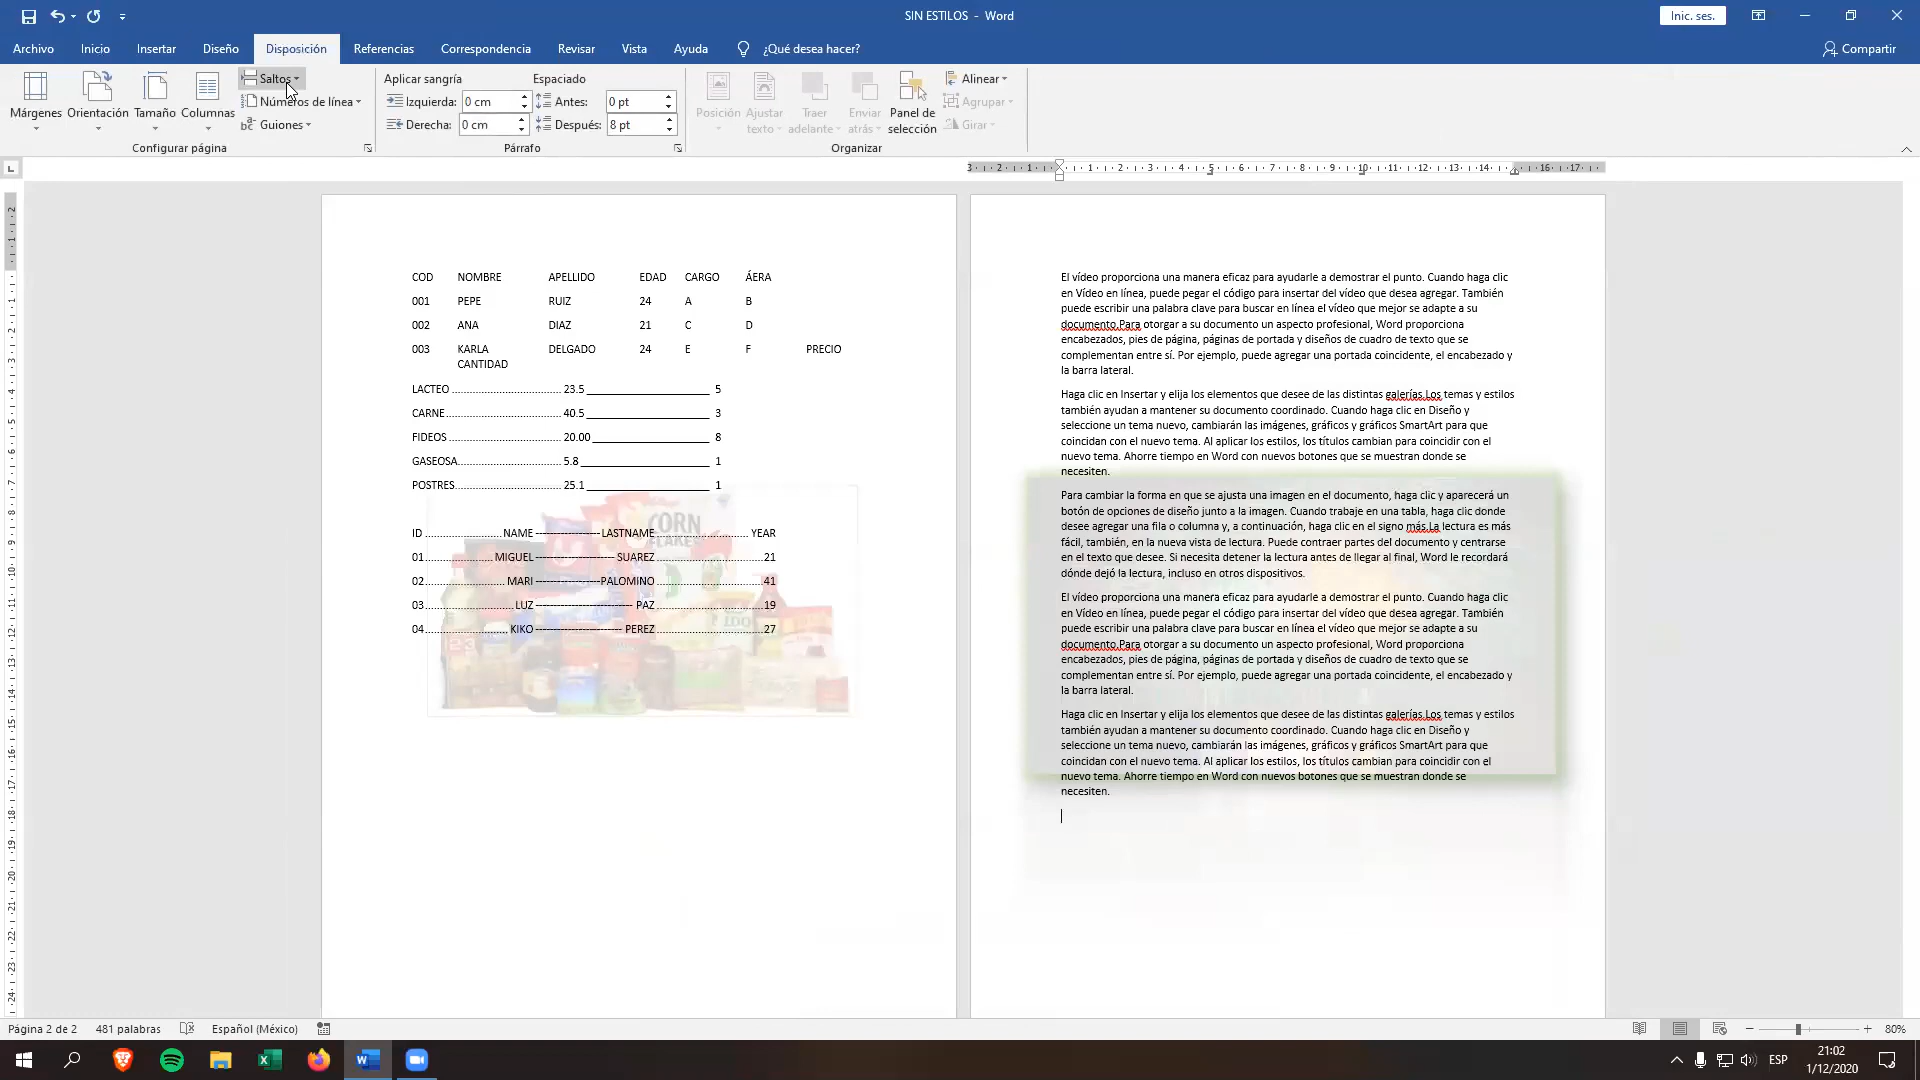 SIN ESTILOS - Word
Inic. ses.
Archivo Inicio Insertar Diseño Disposición Referencias Correspondencia Revisar Vista Ayuda ¿Qué desea hacer? Compartir
Márgenes Orientación Tamaño Columnas
Saltos
Números de línea
Guiones
Configurar página
Aplicar sangría Espaciado
Izquierda: 0 cm Antes: 0 pt
Derecha: 0 cm Después: 8 pt
Párrafo
Posición Ajustar texto Traer adelante Enviar atrás Panel de selección
Alinear
Agrupar
Girar
Organizar
COD NOMBRE APELLIDO EDAD CARGO ÁERA
001 PEPE RUIZ 24 A B
002 ANA DIAZ 21 C D
003 KARLA DELGADO 24 E F PRECIO
CANTIDAD
LACTEO 23.5 5
CARNE 40.5 3
FIDEOS 20.00 8
GASEOSA 5.8 1
POSTRES 25.1 1
CORN
FLAKES
ID NAME LASTNAME YEAR
01 MIGUEL SUAREZ 21
02 MARI PALOMINO 41
03 LUZ PAZ 19
04 KIKO PEREZ 27
El vídeo proporciona una manera eficaz para ayudarle a demostrar el punto. Cuando haga clic
en Vídeo en línea, puede pegar el código para insertar del vídeo que desea agregar. También
puede escribir una palabra clave para buscar en línea el vídeo que mejor se adapte a su
documento.Para otorgar a su documento un aspecto profesional, Word proporciona
encabezados, pies de página, páginas de portada y diseños de cuadro de texto que se
complementan entre sí. Por ejemplo, puede agregar una portada coincidente, el encabezado y
la barra lateral.
Haga clic en Insertar y elija los elementos que desee de las distintas galerías.Los temas y estilos
también ayudan a mantener su documento coordinado. Cuando haga clic en Diseño y
seleccione un tema nuevo, cambiarán las imágenes, gráficos y gráficos SmartArt para que
coincidan con el nuevo tema. Al aplicar los estilos, los títulos cambian para coincidir con el
nuevo tema. Ahorre tiempo en Word con nuevos botones que se muestran donde se
necesiten.
Para cambiar la forma en que se ajusta una imagen en el documento, haga clic y aparecerá un
botón de opciones de diseño junto a la imagen. Cuando trabaje en una tabla, haga clic donde
desee agregar una fila o columna y, a continuación, haga clic en el signo más.La lectura es más
fácil, también, en la nueva vista de lectura. Puede contraer partes del documento y centrarse
en el texto que desee. Si necesita detener la lectura antes de llegar al final, Word le recordará
dónde dejó la lectura, incluso en otros dispositivos.
El vídeo proporciona una manera eficaz para ayudarle a demostrar el punto. Cuando haga clic
en Vídeo en línea, puede pegar el código para insertar del vídeo que desea agregar. También
puede escribir una palabra clave para buscar en línea el vídeo que mejor se adapte a su
documento.Para otorgar a su documento un aspecto profesional, Word proporciona
encabezados, pies de página, páginas de portada y diseños de cuadro de texto que se
complementan entre sí. Por ejemplo, puede agregar una portada coincidente, el encabezado y
la barra lateral.
Haga clic en Insertar y elija los elementos que desee de las distintas galerías.Los temas y estilos
también ayudan a mantener su documento coordinado. Cuando haga clic en Diseño y
seleccione un tema nuevo, cambiarán las imágenes, gráficos y gráficos SmartArt para que
coincidan con el nuevo tema. Al aplicar los estilos, los títulos cambian para coincidir con el
nuevo tema. Ahorre tiempo en Word con nuevos botones que se muestran donde se
necesiten.
Página 2 de 2 481 palabras Español (México) 80%
ESP
21:02
1/12/2020